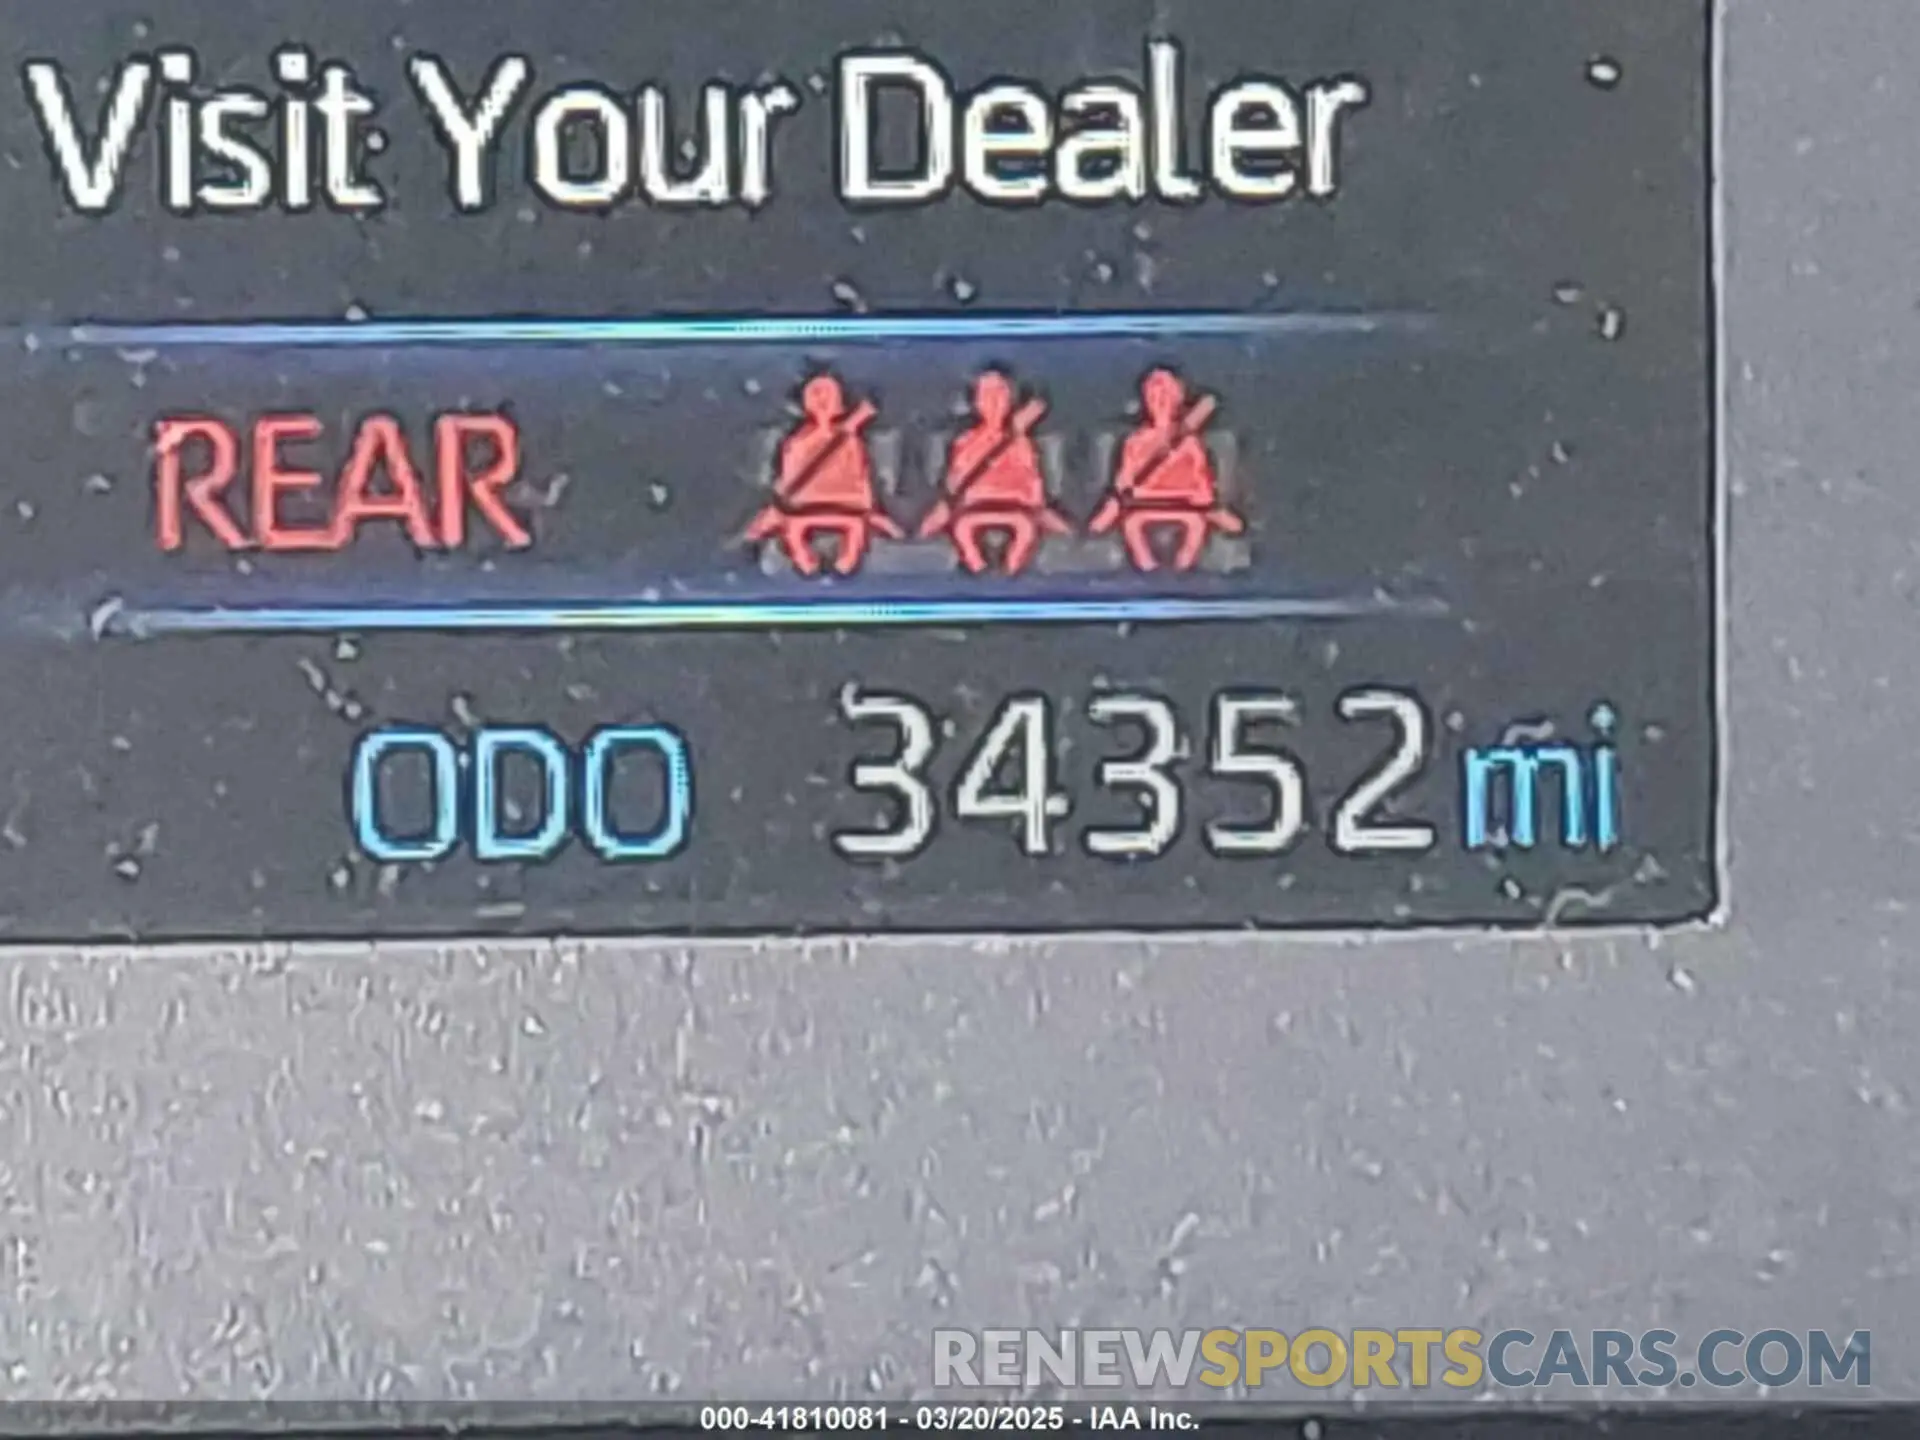 Visit Your Dealer
REAR
ODO 34352 mi
RENEWSPORTSCARS.COM
000-41810081 - 03/20/2025 - IAA Inc.